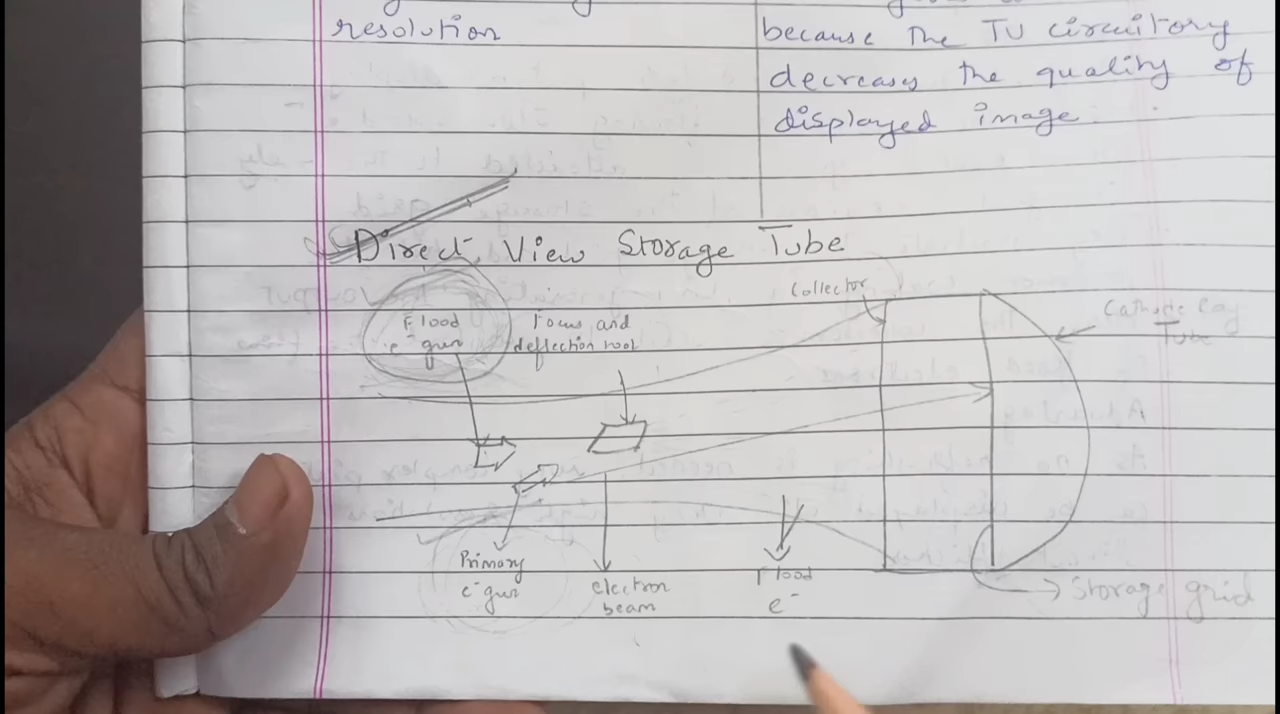 resolution
because the TV circuitory
decreases the quality of
displayed image.
Direct View Storage Tube
Collector
Flood
e- gun
Focus and
deflection root
Cathode Ray
Tube
Primary
e- gun
electron
beam
Flood
e-
Storage grid